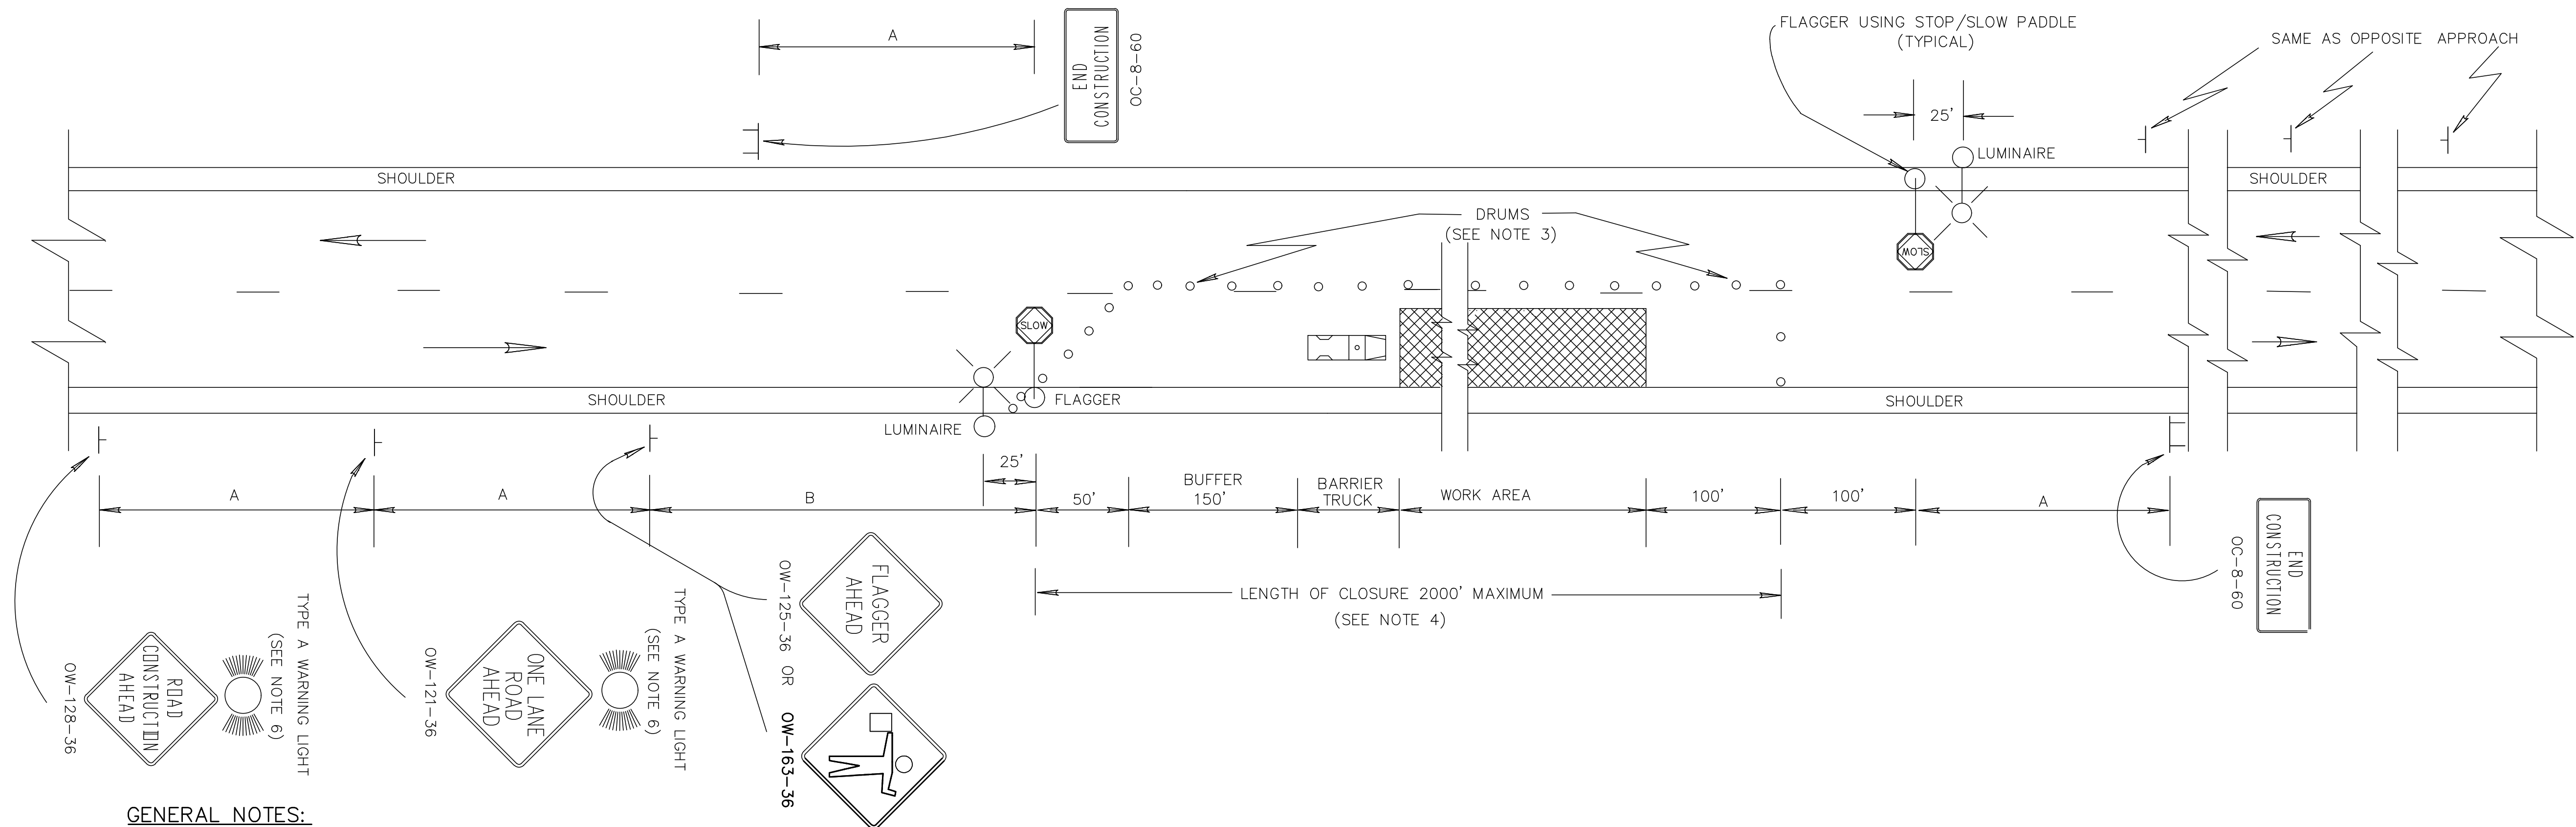 A
END
CONSTRUCTION
OC-8-60
FLAGGER USING STOP/SLOW PADDLE
(TYPICAL)
SAME AS OPPOSITE APPROACH
25'
LUMINAIRE
SHOULDER
SHOULDER
DRUMS
(SEE NOTE 3)
SLOW
SLOW
SHOULDER
FLAGGER
SHOULDER
LUMINAIRE
25'
A
A
B
50'
BUFFER
150'
BARRIER
TRUCK
WORK AREA
100'
100'
A
LENGTH OF CLOSURE 2000' MAXIMUM
(SEE NOTE 4)
END
CONSTRUCTION
OC-8-60
ROAD
CONSTRUCTION
AHEAD
OW-128-36
TYPE A WARNING LIGHT
(SEE NOTE 6)
ONE LANE
ROAD
AHEAD
OW-121-36
TYPE A WARNING LIGHT
(SEE NOTE 6)
FLAGGER
AHEAD
OW-125-36 OR OW-163-36
GENERAL NOTES: